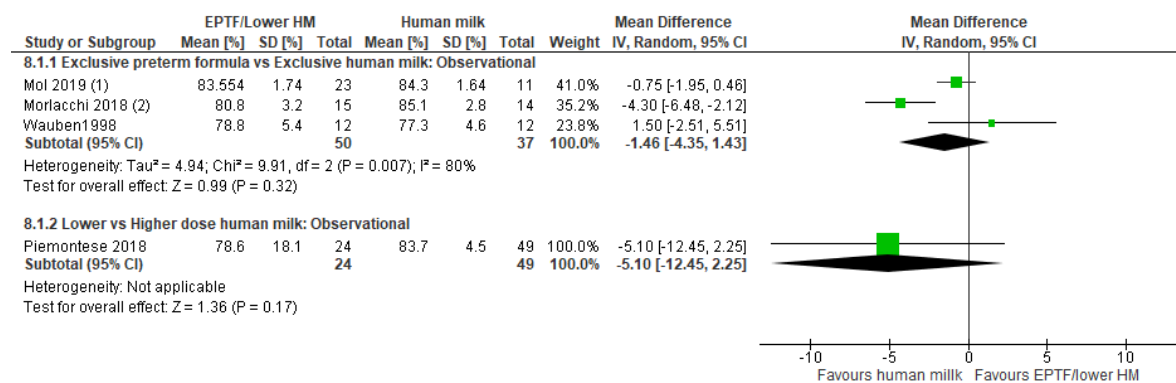 EPTF/Lower HM Human milk Mean Difference Mean Difference
Study or Subgroup Mean [%] SD [%] Total Mean [%] SD [%] Total Weight IV, Random, 95% CI IV, Random, 95% CI
8.1.1 Exclusive preterm formula vs Exclusive human milk: Observational
Mol 2019 (1) 83.554 1.74 23 84.3 1.64 11 41.0% -0.75 [-1.95, 0.46]
Morlacchi 2018 (2) 80.8 3.2 15 85.1 2.8 14 35.2% -4.30 [-6.48, -2.12]
Wauben1998 78.8 5.4 12 77.3 4.6 12 23.8% 1.50 [-2.51, 5.51]
Subtotal (95% CI) 50 37 100.0% -1.46 [-4.35, 1.43]
Heterogeneity: Tau² = 4.94; Chi² = 9.91, df = 2 (P = 0.007); I² = 80%
Test for overall effect: Z = 0.99 (P = 0.32)
8.1.2 Lower vs Higher dose human milk: Observational
Piemontese 2018 78.6 18.1 24 83.7 4.5 49 100.0% -5.10 [-12.45, 2.25]
Subtotal (95% CI) 24 49 100.0% -5.10 [-12.45, 2.25]
Heterogeneity: Not applicable
Test for overall effect: Z = 1.36 (P = 0.17)
-10 -5 0 5 10
Favours human millk Favours EPTF/lower HM